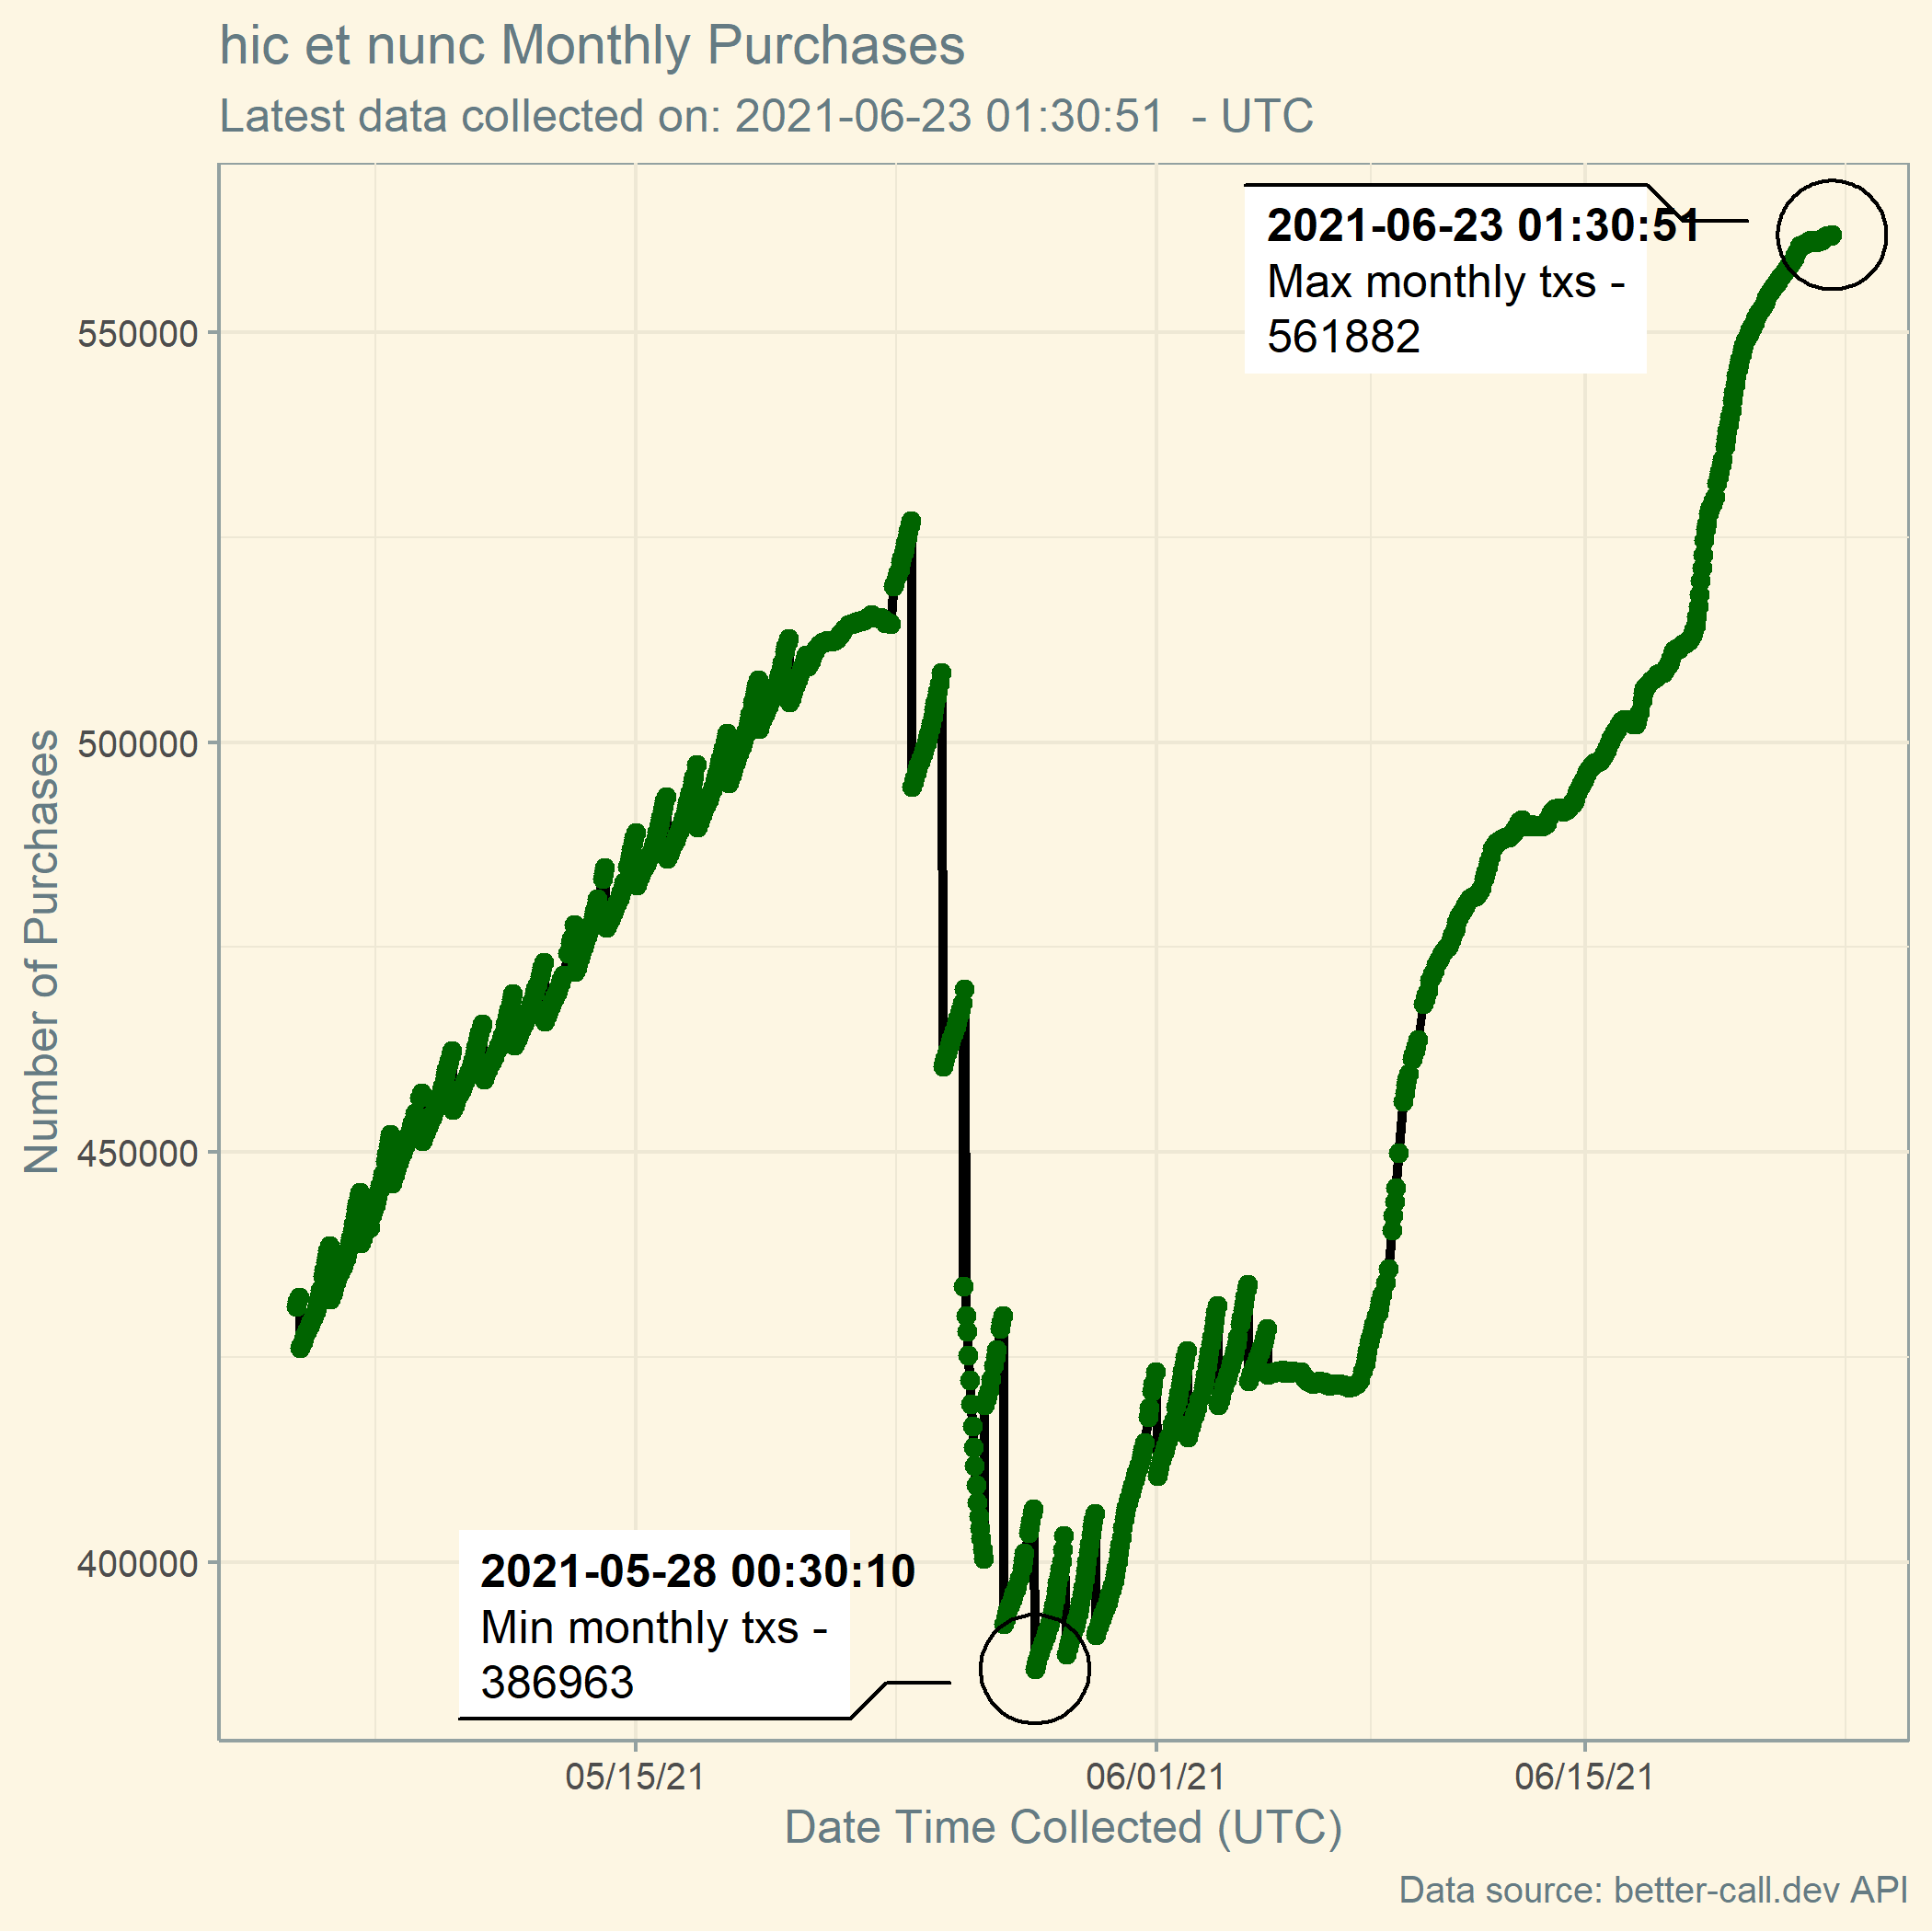 hic et nunc Monthly Purchases
Latest data collected on: 2021-06-23 01:30:51  - UTC
2021-06-23 01:30:51
Max monthly txs -
561882
550000
500000
450000
400000
Number of Purchases
2021-05-28 00:30:10
Min monthly txs -
386963
05/15/21
06/01/21
06/15/21
Date Time Collected (UTC)
Data source: better-call.dev API